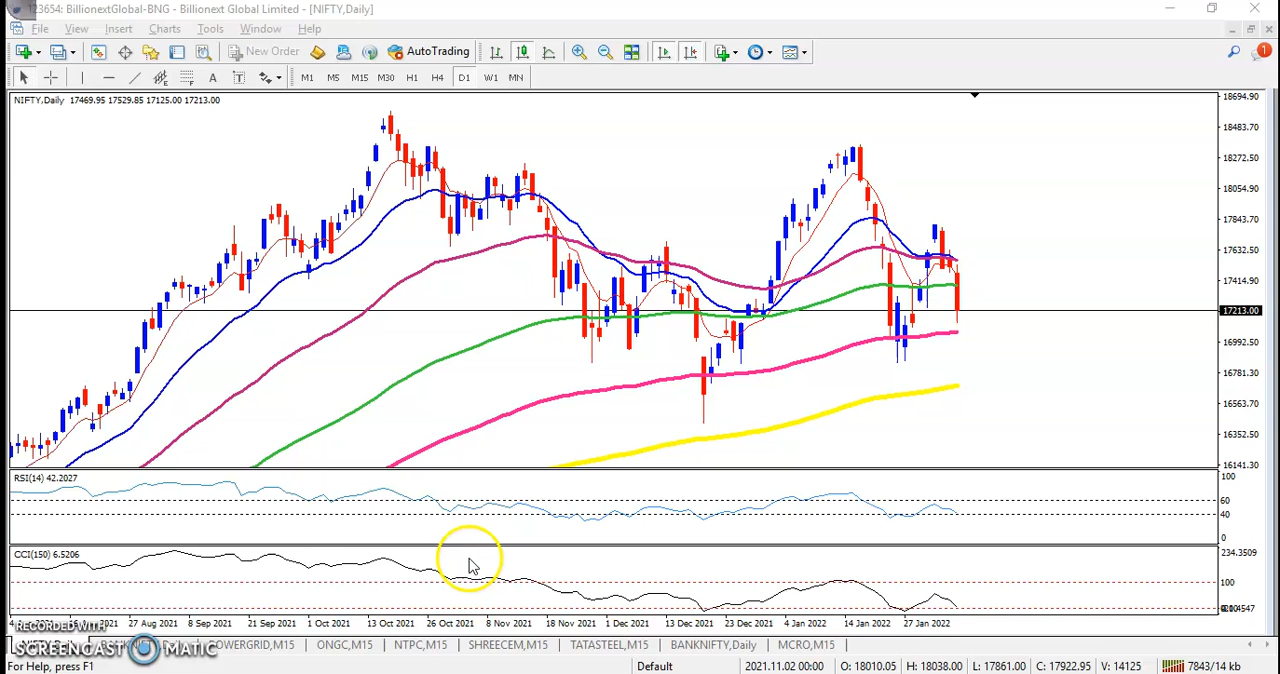 123654: BillionextGlobal-BNG - Billionext Global Limited - [NIFTY,Daily]
File View Insert Charts Tools Window Help
New Order AutoTrading
1
A T M1 M5 M15 M30 H1 H4 D1 W1 MN
NIFTY,Daily 17469.95 17529.85 17125.00 17213.00
18694.90
18483.70
18272.50
18054.90
17843.70
17632.50
17414.90
17213.00
16992.50
16781.30
16563.70
16352.50
16141.30
RSI(14) 42.2027
100
60
40
0
CCI(150) 6.5206
234.3509
100
27 Aug 2021 8 Sep 2021 21 Sep 2021 1 Oct 2021 13 Oct 2021 26 Oct 2021 8 Nov 2021 18 Nov 2021 1 Dec 2021 13 Dec 2021 23 Dec 2021 4 Jan 2022 14 Jan 2022 27 Jan 2022
RECORDED WITH
SCREENCAST MATIC
POWERGRID,M15 ONGC,M15 NTPC,M15 SHREECEM,M15 TATASTEEL,M15 BANKNIFTY,Daily MCRO,M15
For Help, press F1 Default 2021.11.02 00:00 O: 18010.05 H: 18038.00 L: 17861.00 C: 17922.95 V: 14125 7843/14 kb